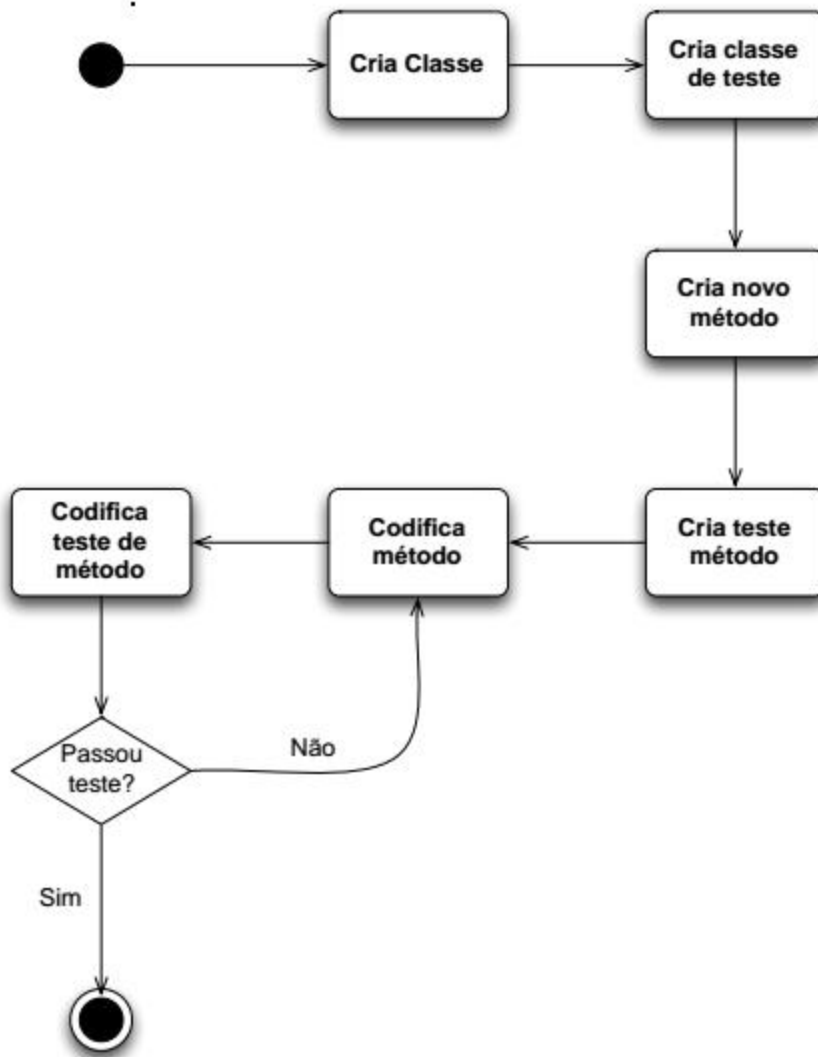 Cria Classe
Cria classe
de teste
Cria novo
método
Cria teste
método
Codifica
método
Codifica
teste de
método
Passou
teste?
Não
Sim